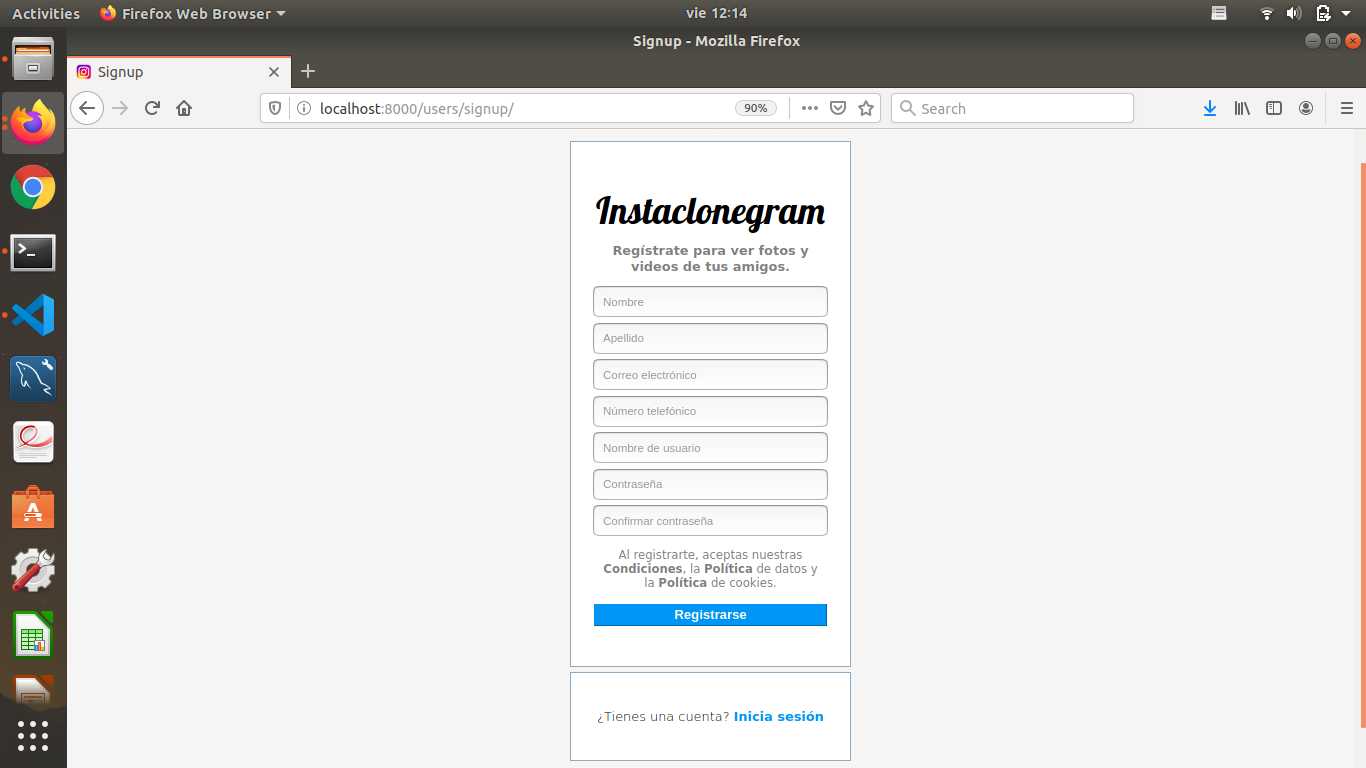 Activities Firefox Web Browser vie 12:14
Signup - Mozilla Firefox
Signup
localhost:8000/users/signup/ 90% Search
Instaclonegram
Regístrate para ver fotos y
videos de tus amigos.
Nombre
Apellido
Correo electrónico
Número telefónico
Nombre de usuario
Contraseña
Confirmar contraseña
Al registrarte, aceptas nuestras
Condiciones, la Política de datos y
la Política de cookies.
Registrarse
¿Tienes una cuenta? Inicia sesión